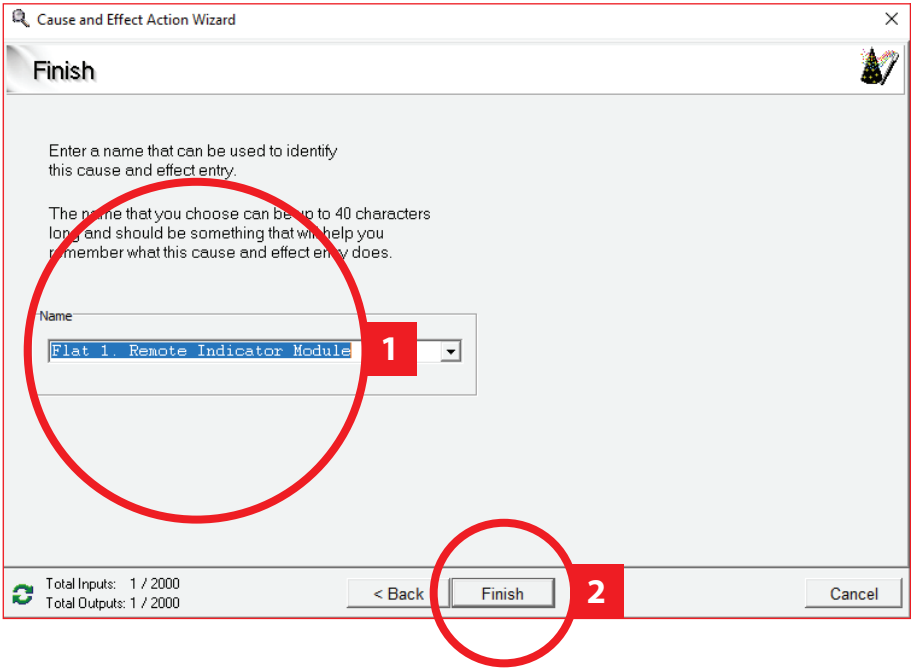 Cause and Effect Action Wizard
Finish
Enter a name that can be used to identify
this cause and effect entry.
The name that you choose can be up to 40 characters
long and should be something that will help you
remember what this cause and effect entry does.
Name
Flat 1. Remote Indicator Module
1
Total Inputs: 1 / 2000
Total Outputs: 1 / 2000
< Back
Finish
2
Cancel